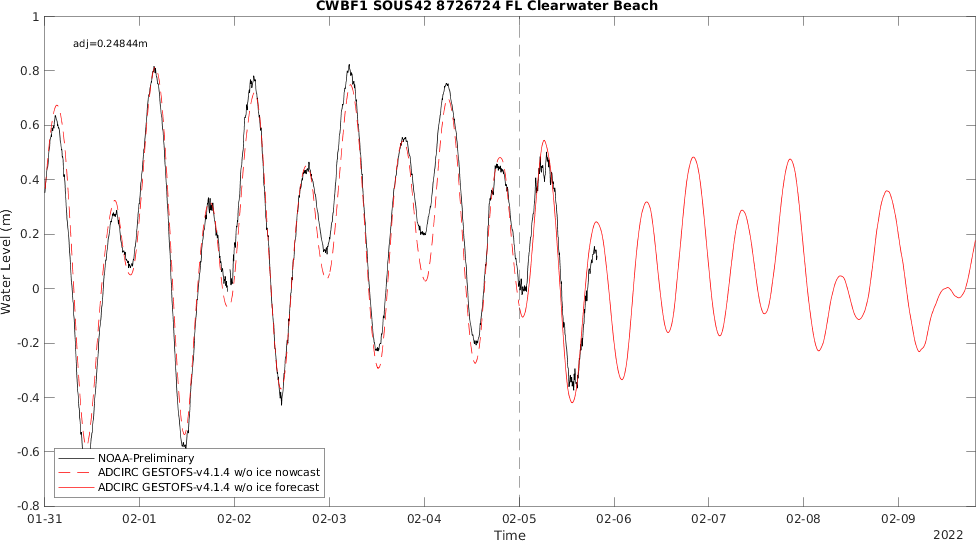 CWBF1 SOUS42 8726724 FL Clearwater Beach
adj=0.24844m
Water Level (m)
1
0.8
0.6
0.4
0.2
0
-0.2
-0.4
-0.6
-0.8
NOAA-Preliminary
ADCIRC GESTOFS-v4.1.4 w/o ice nowcast
ADCIRC GESTOFS-v4.1.4 w/o ice forecast
01-31 02-01 02-02 02-03 02-04 02-05 02-06 02-07 02-08 02-09
Time
2022